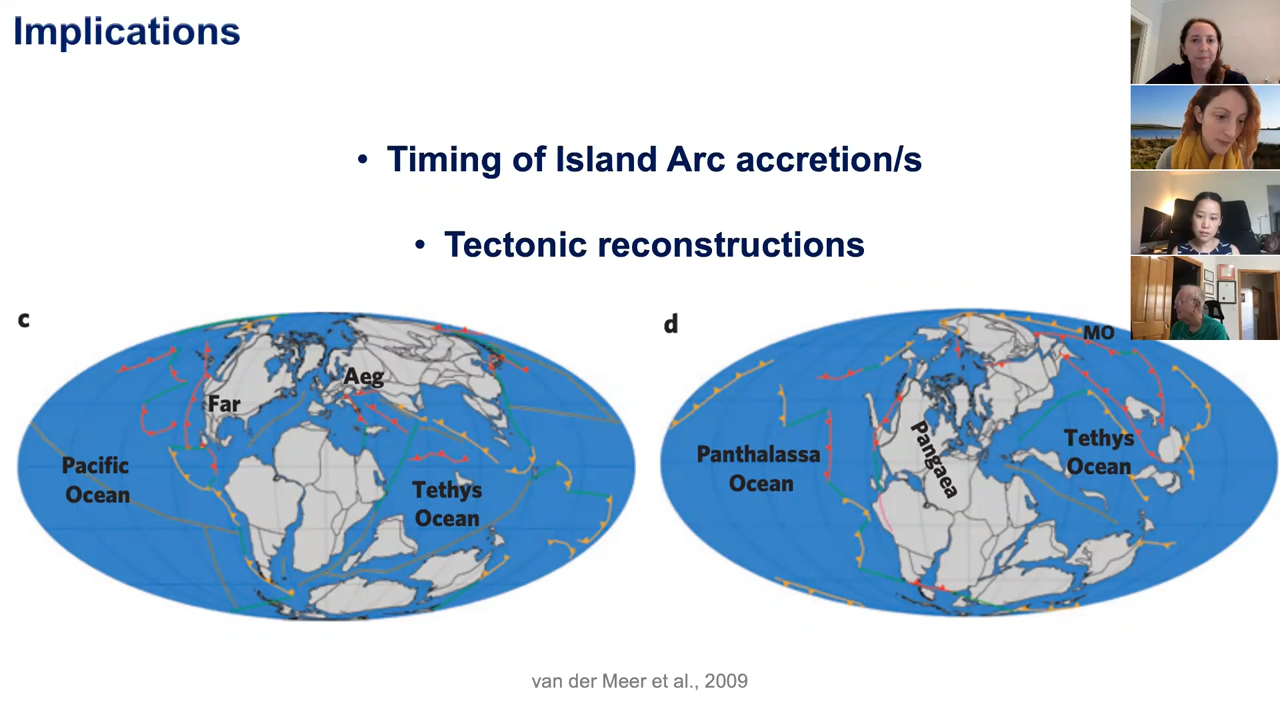 Implications
• Timing of Island Arc accretion/s
• Tectonic reconstructions
c
Aeg
Far
Pacific
Ocean
Tethys
Ocean
d
MO
Panthalassa
Ocean
Pangaea
Tethys
Ocean
van der Meer et al., 2009